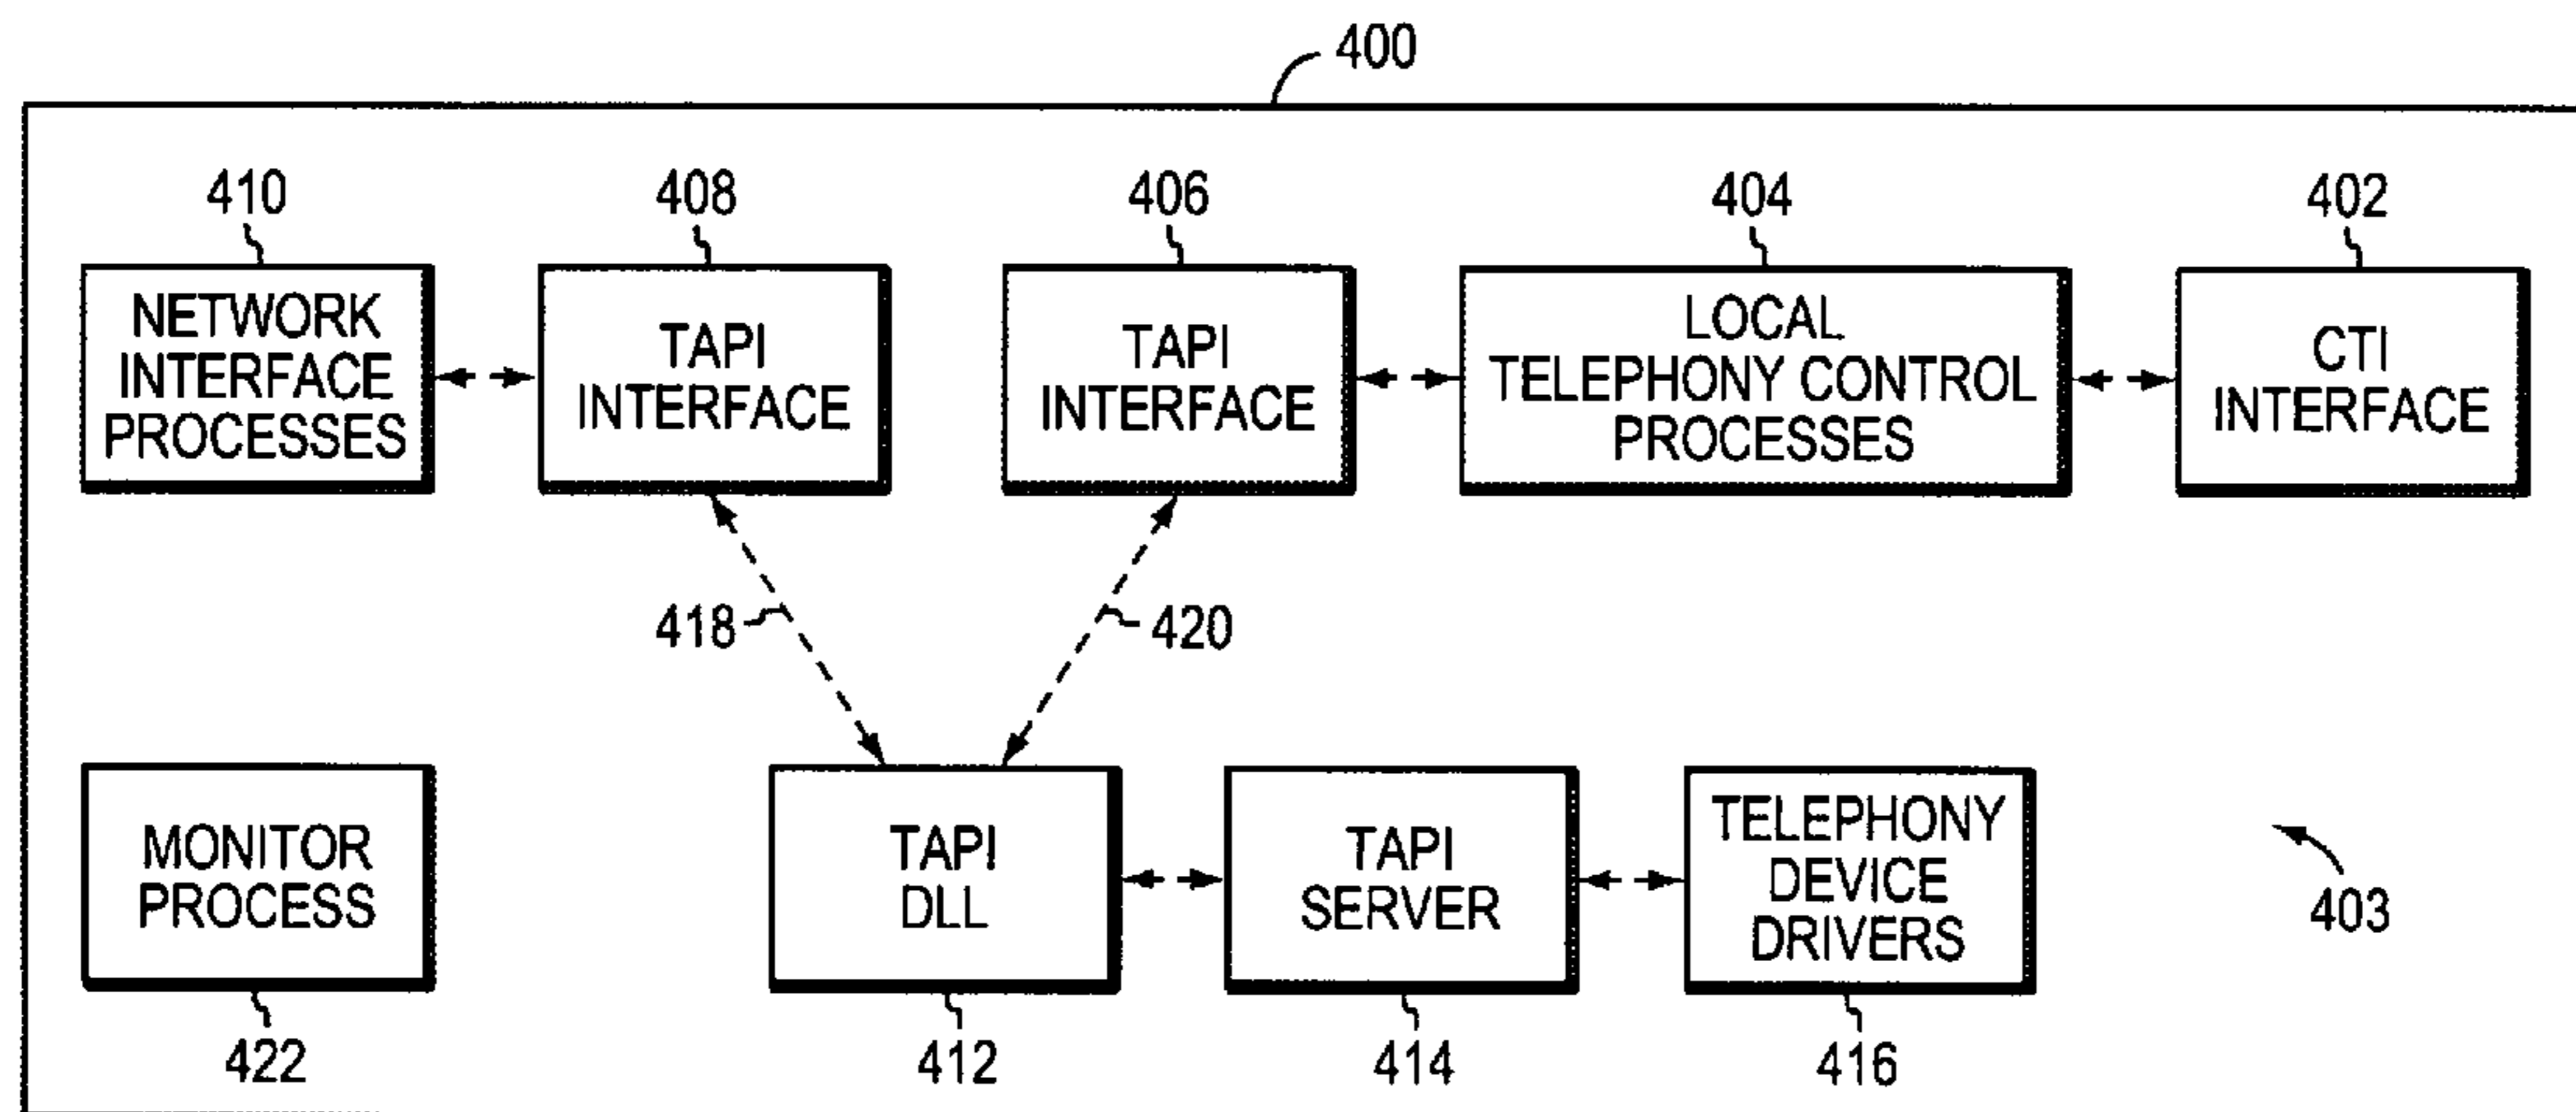 400
410
408
406
404
402
NETWORK
INTERFACE
PROCESSES
TAPI
INTERFACE
TAPI
INTERFACE
LOCAL
TELEPHONY CONTROL
PROCESSES
CTI
INTERFACE
418
420
MONITOR
PROCESS
TAPI
DLL
TAPI
SERVER
TELEPHONY
DEVICE
DRIVERS
403
422
412
414
416